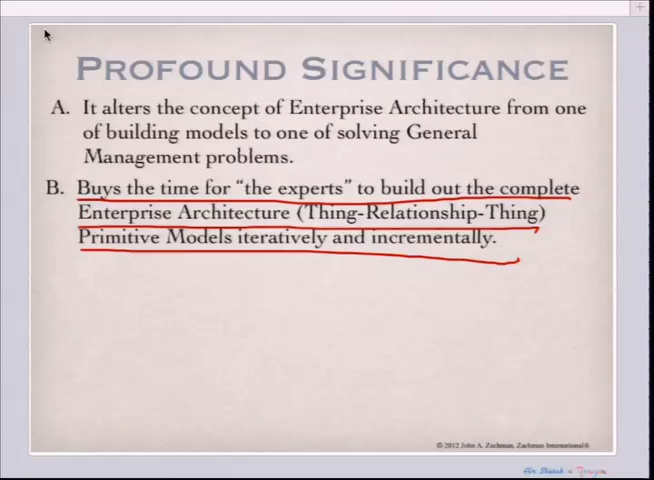 PROFOUND SIGNIFICANCE
A. It alters the concept of Enterprise Architecture from one
of building models to one of solving General
Management problems.
B. Buys the time for “the experts” to build out the complete
Enterprise Architecture (Thing-Relationship-Thing)
Primitive Models iteratively and incrementally.
© 2012 John A. Zachman, Zachman International®